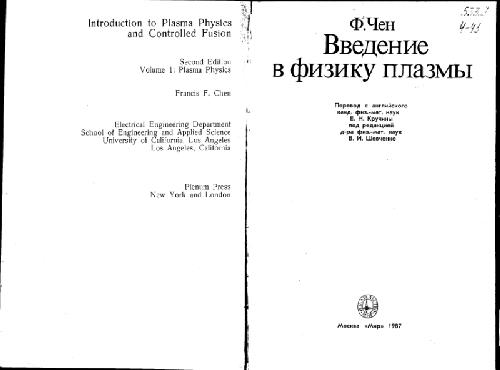 Introduction to Plasma Physics
and Controlled Fusion
Second Edition
Volume 1: Plasma Physics
Francis F. Chen
Electrical Engineering Department
School of Engineering and Applied Science
University of California, Los Angeles
Los Angeles, California
Plenum Press
New York and London
Ф. Чен
Введение
в физику плазмы
Перевод с английского
канд. физ.-мат. наук
Е. Н. Кручины
под редакцией
д-ра физ.-мат. наук
В. И. Шевченко
Москва «Мир» 1987